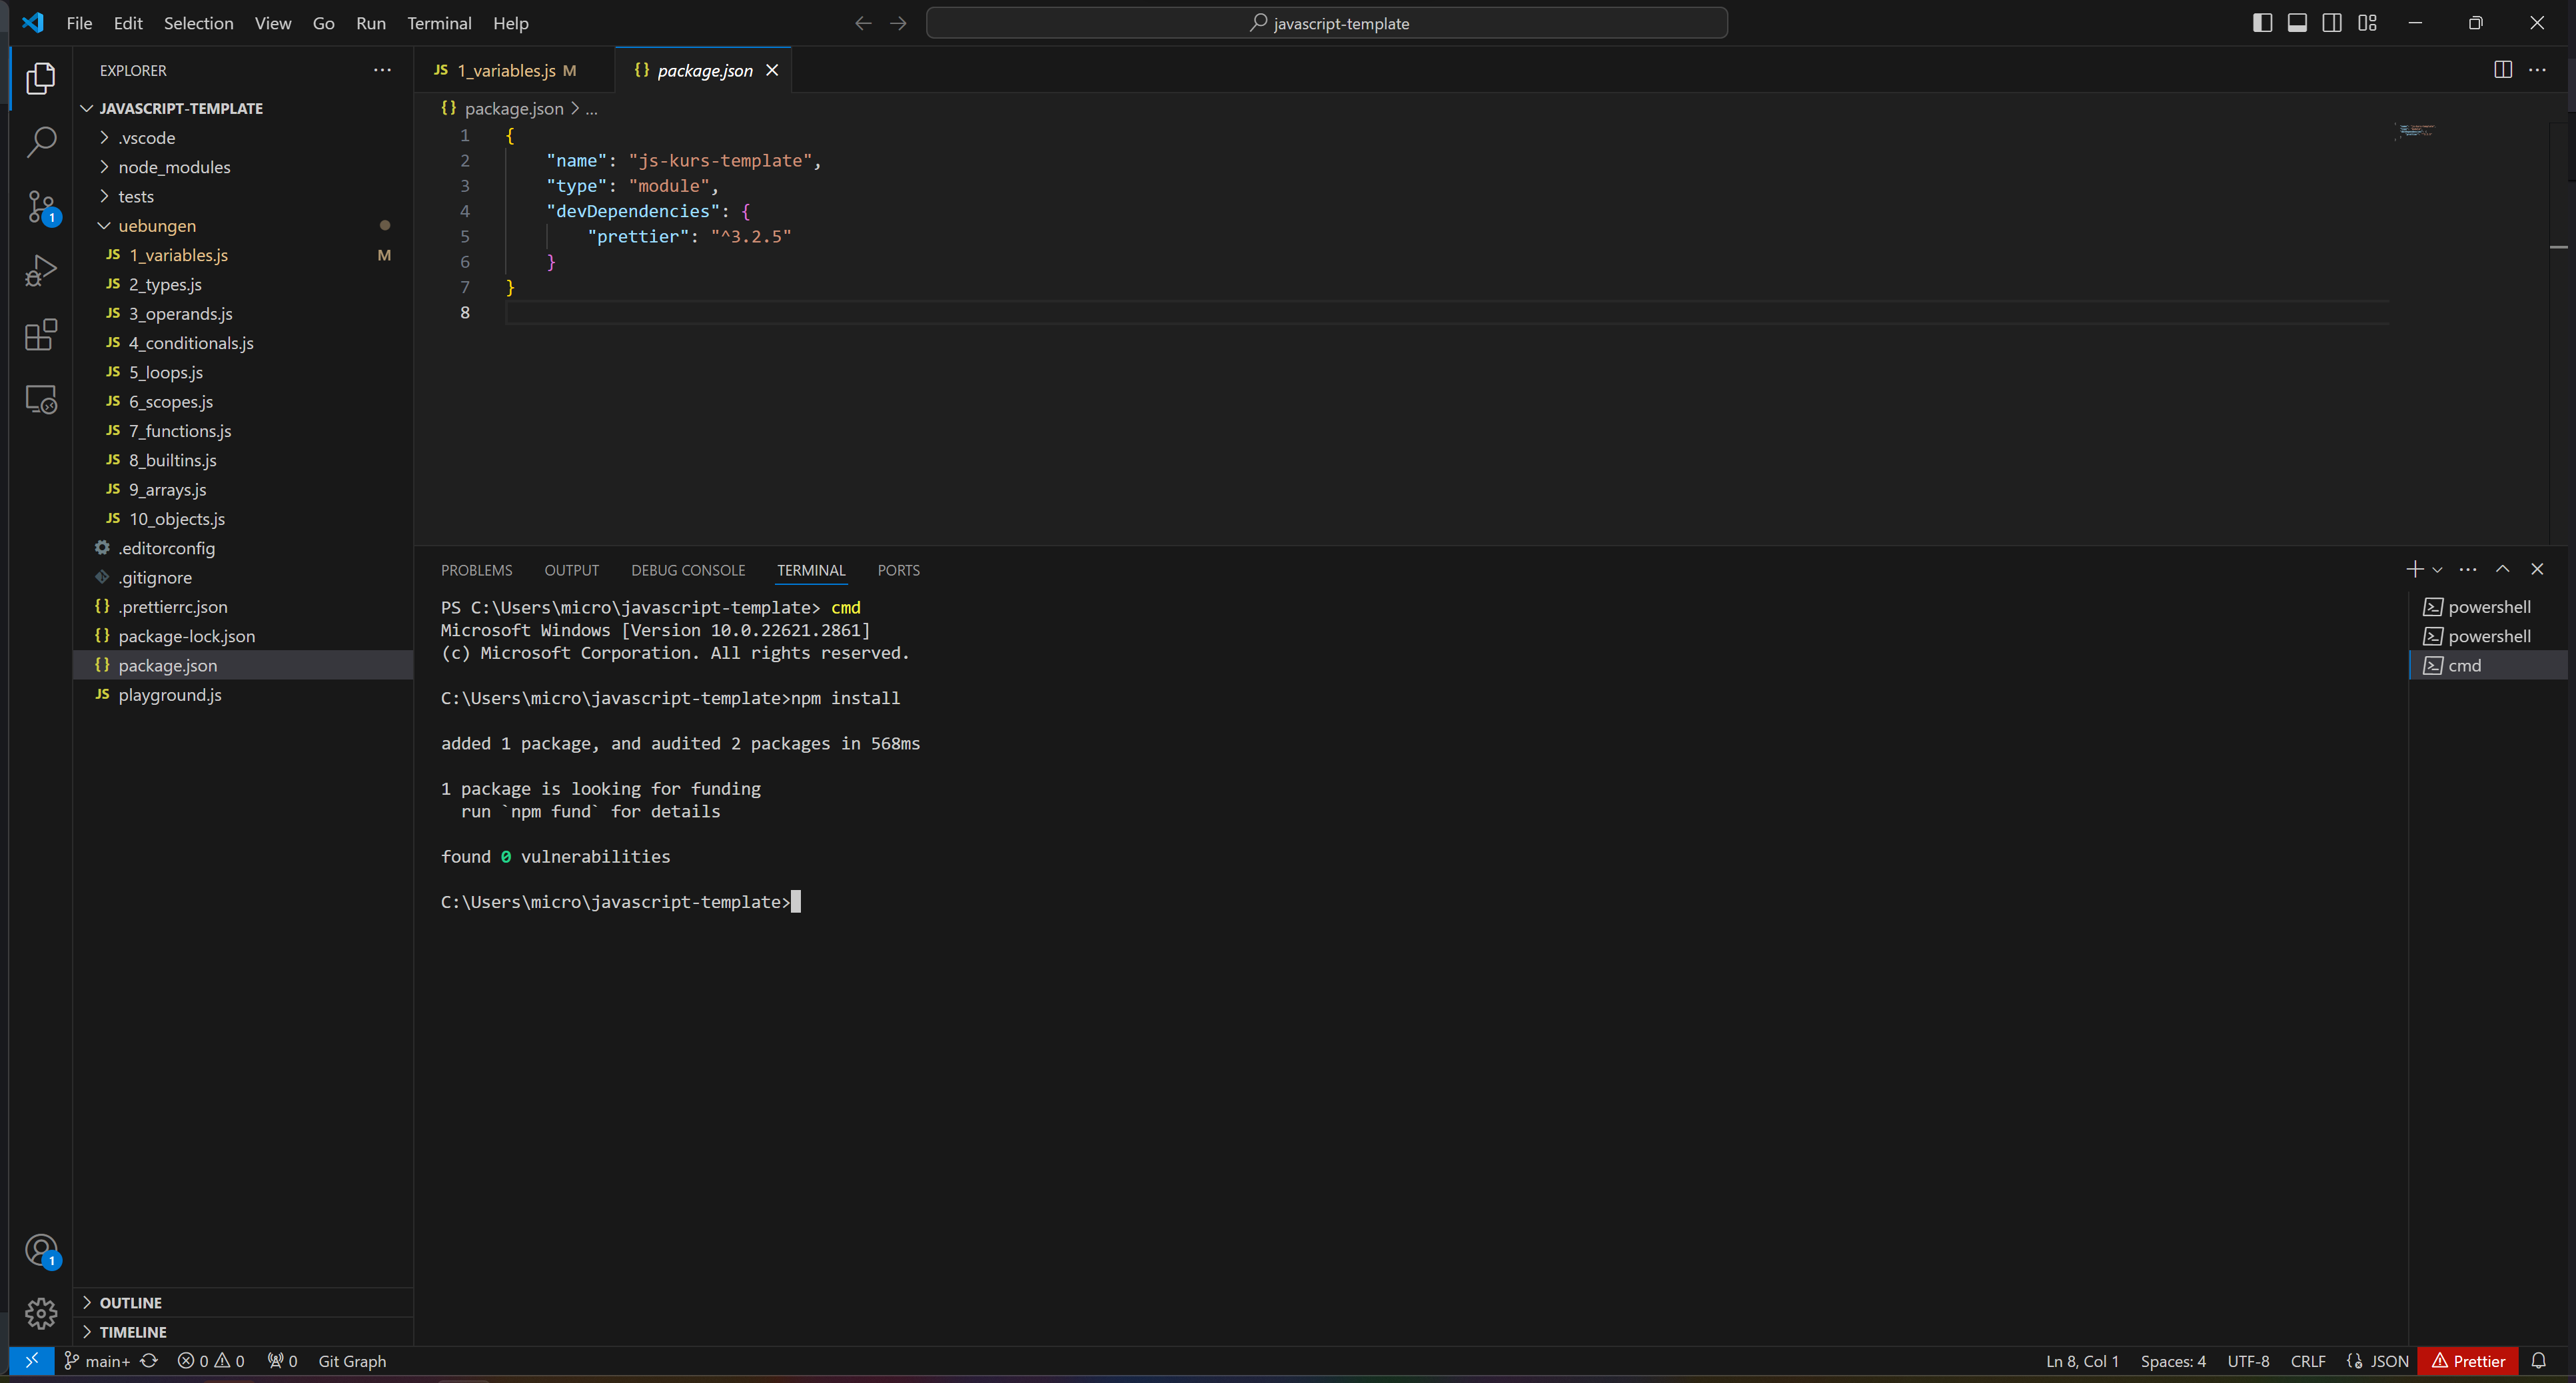 File Edit Selection View Go Run Terminal Help
javascript-template
EXPLORER
JAVASCRIPT-TEMPLATE
.vscode
node_modules
tests
uebungen
JS 1_variables.js M
JS 2_types.js
JS 3_operands.js
JS 4_conditionals.js
JS 5_loops.js
JS 6_scopes.js
JS 7_functions.js
JS 8_builtins.js
JS 9_arrays.js
JS 10_objects.js
.editorconfig
.gitignore
{} .prettierrc.json
{} package-lock.json
{} package.json
JS playground.js
OUTLINE
TIMELINE
1
1
JS 1_variables.js M
{} package.json
{} package.json > ...
1 {
2 "name": "js-kurs-template",
3 "type": "module",
4 "devDependencies": {
5 "prettier": "^3.2.5"
6 }
7 }
8
PROBLEMS OUTPUT DEBUG CONSOLE TERMINAL PORTS
PS C:\Users\micro\javascript-template> cmd
Microsoft Windows [Version 10.0.22621.2861]
(c) Microsoft Corporation. All rights reserved.
C:\Users\micro\javascript-template>npm install
added 1 package, and audited 2 packages in 568ms
1 package is looking for funding
run `npm fund` for details
found 0 vulnerabilities
C:\Users\micro\javascript-template>
powershell
powershell
cmd
main+ 0 0 0 Git Graph
Ln 8, Col 1 Spaces: 4 UTF-8 CRLF {} JSON Prettier